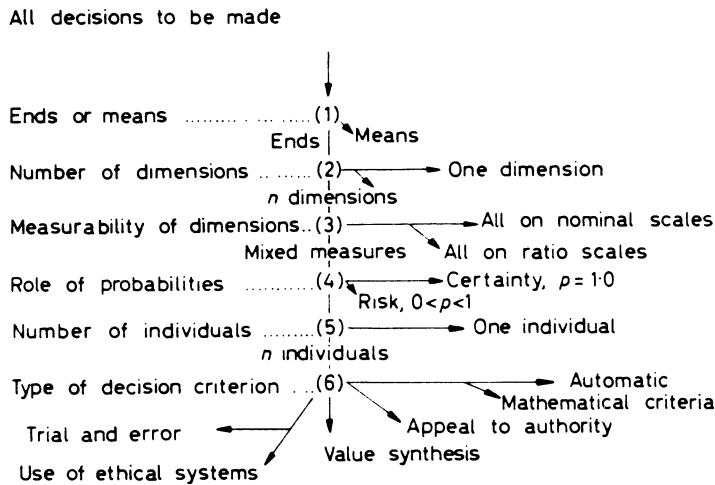 All decisions to be made
Ends or means .................(1)
Ends
Means
Number of dimensions .. ......(2)
One dimension
n dimensions
Measurability of dimensions..(3)
All on nominal scales
Mixed measures
All on ratio scales
Role of probabilities ...........(4)
Certainty, p = 1·0
Risk, 0<p<1
Number of individuals ........(5)
One individual
n individuals
Type of decision criterion ...(6)
Automatic
Mathematical criteria
Appeal to authority
Trial and error
Value synthesis
Use of ethical systems